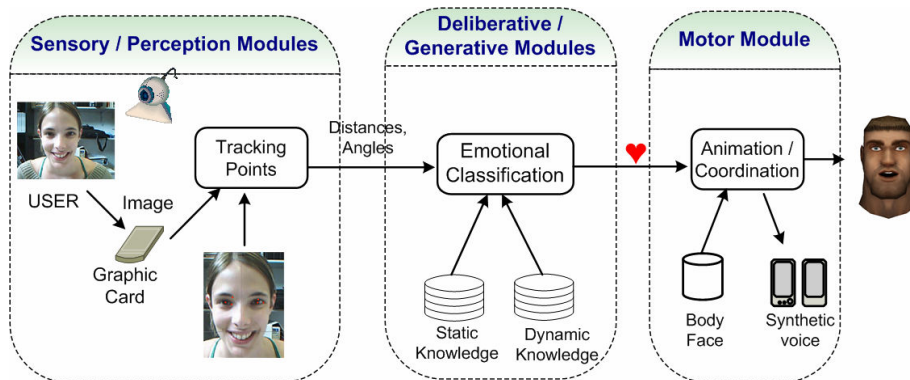 Sensory / Perception Modules
Deliberative /
Generative Modules
Motor Module
USER
Image
Graphic
Card
Tracking
Points
Distances,
Angles
Emotional
Classification
Static
Knowledge
Dynamic
Knowledge
Animation /
Coordination
Body
Face
Synthetic
voice